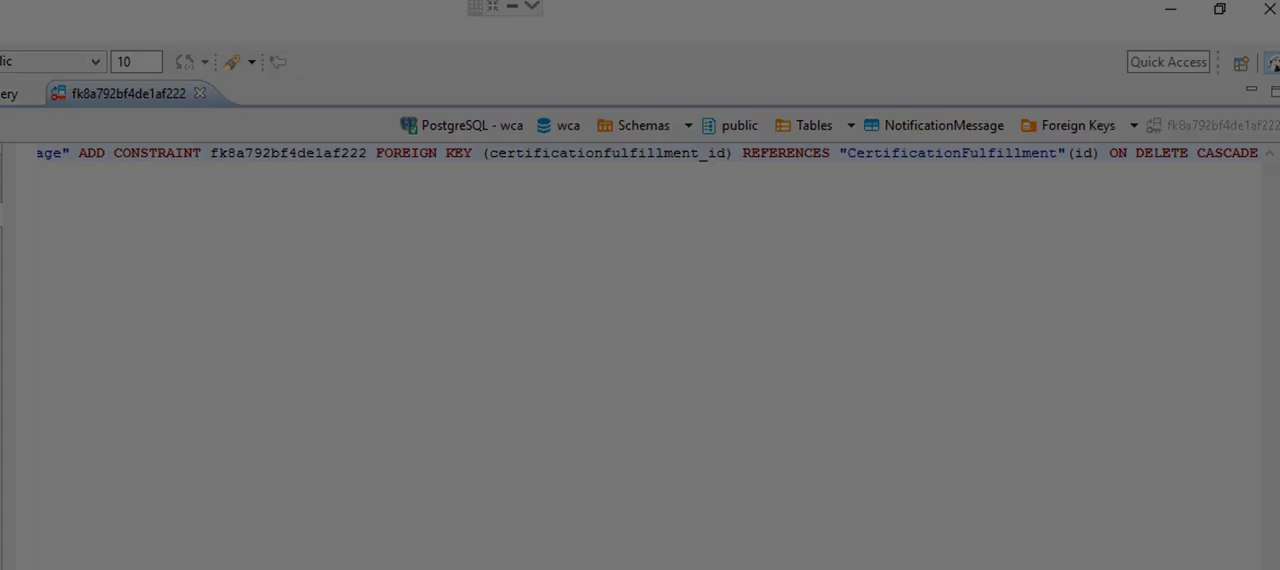 lic 10 Quick Access
ery fk8a792bf4de1af222
PostgreSQL - wca wca Schemas public Tables NotificationMessage Foreign Keys fk8a792bf4de1af222
age" ADD CONSTRAINT fk8a792bf4de1af222 FOREIGN KEY (certificationfulfillment_id) REFERENCES "CertificationFulfillment"(id) ON DELETE CASCADE